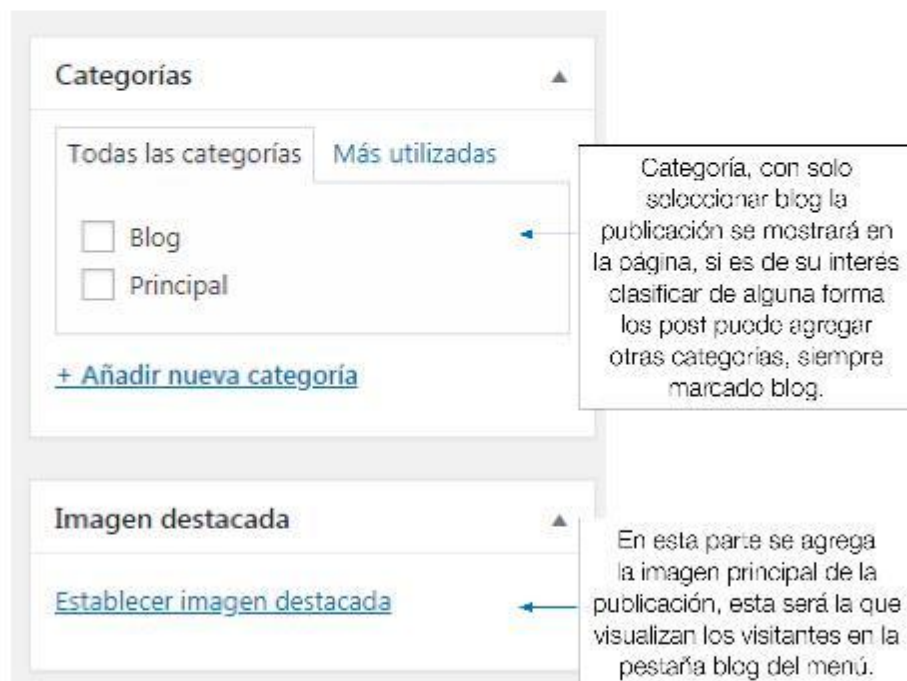 Categorías
Todas las categorías Más utilizadas
Blog
Principal
+ Añadir nueva categoría
Categoría, con solo
seleccionar blog la
publicación se mostrará en
la página, si es de su interés
clasificar de alguna forma
los post puede agregar
otras categorías, siempre
marcado blog.
Imagen destacada
Establecer imagen destacada
En esta parte se agrega
la imagen principal de la
publicación, esta será la que
visualizan los visitantes en la
pestaña blog del menú.